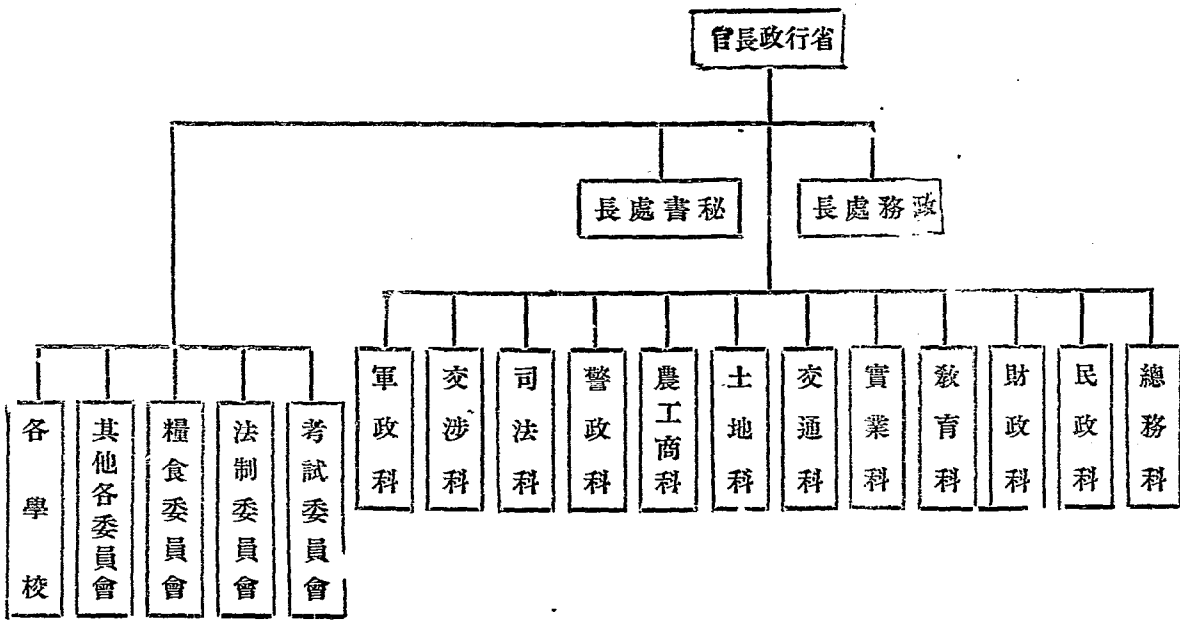 省行政長官
政務處長
秘書處長
總務科
民政科
財政科
教育科
實業科
交通科
土地科
農工商科
警政科
司法科
交涉科
軍政科
考試委員會
法制委員會
糧食委員會
其他各委員會
各學校